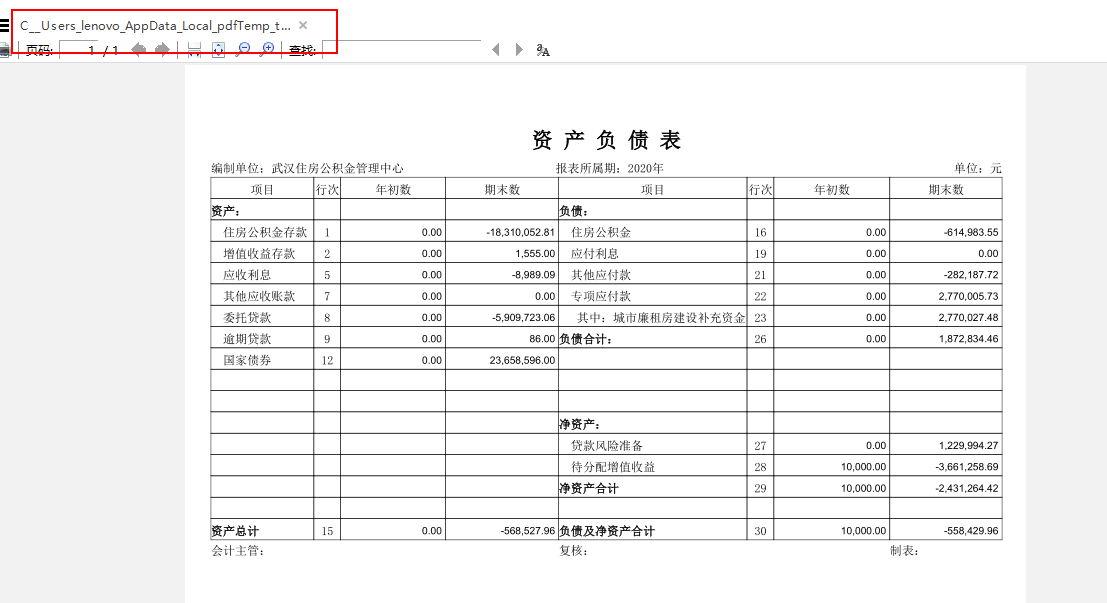 C__Users_lenovo_AppData_Local_pdfTemp_t... ×
页码: 1 / 1 查找:
资 产 负 债 表
编制单位: 武汉住房公积金管理中心 报表所属期: 2020年 单位: 元
项目 行次 年初数 期末数 项目 行次 年初数 期末数
资产: 负债:
住房公积金存款 1 0.00 -18,310,052.81 住房公积金 16 0.00 -614,983.55
增值收益存款 2 0.00 1,555.00 应付利息 19 0.00 0.00
应收利息 5 0.00 -8,989.09 其他应付款 21 0.00 -282,187.72
其他应收账款 7 0.00 0.00 专项应付款 22 0.00 2,770,005.73
委托贷款 8 0.00 -5,909,723.06 其中: 城市廉租房建设补充资金 23 0.00 2,770,027.48
逾期贷款 9 0.00 86.00 负债合计: 26 0.00 1,872,834.46
国家债券 12 0.00 23,658,596.00
净资产:
贷款风险准备 27 0.00 1,229,994.27
待分配增值收益 28 10,000.00 -3,661,258.69
净资产合计 29 10,000.00 -2,431,264.42
资产总计 15 0.00 -568,527.96 负债及净资产合计 30 10,000.00 -558,429.96
会计主管: 复核: 制表: